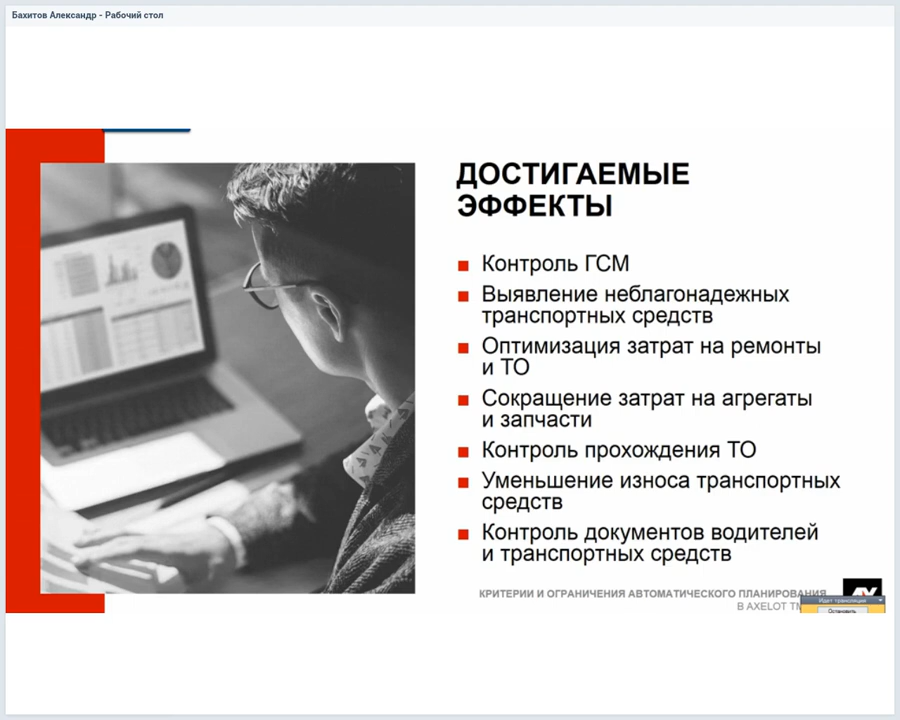 Бахитов Александр - Рабочий стол
ДОСТИГАЕМЫЕ
ЭФФЕКТЫ
Контроль ГСМ
Выявление неблагонадежных
транспортных средств
Оптимизация затрат на ремонты
и ТО
Сокращение затрат на агрегаты
и запчасти
Контроль прохождения ТО
Уменьшение износа транспортных
средств
Контроль документов водителей
и транспортных средств
КРИТЕРИИ И ОГРАНИЧЕНИЯ АВТОМАТИЧЕСКОГО ПЛАНИРОВАНИЯ
В AXELOT
Идет трансляция
Остановить